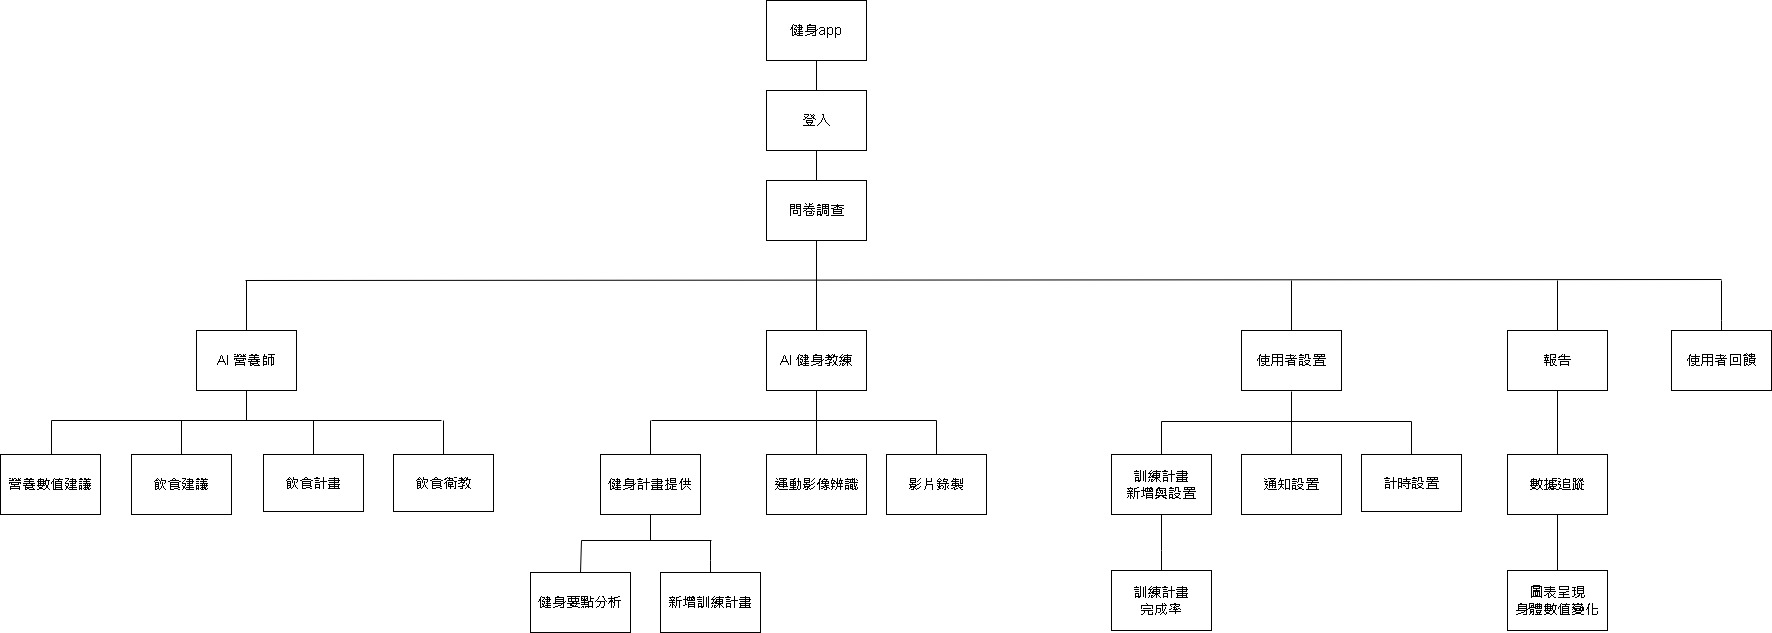 健身app
登入
問卷調查
AI 營養師
AI 健身教練
使用者設置
報告
使用者回饋
營養數值建議
飲食建議
飲食計畫
飲食衛教
健身計畫提供
運動影像辨識
影片錄製
訓練計畫
新增與設置
通知設置
計時設置
數據追蹤
健身要點分析
新增訓練計畫
訓練計畫
完成率
圖表呈現
身體數值變化